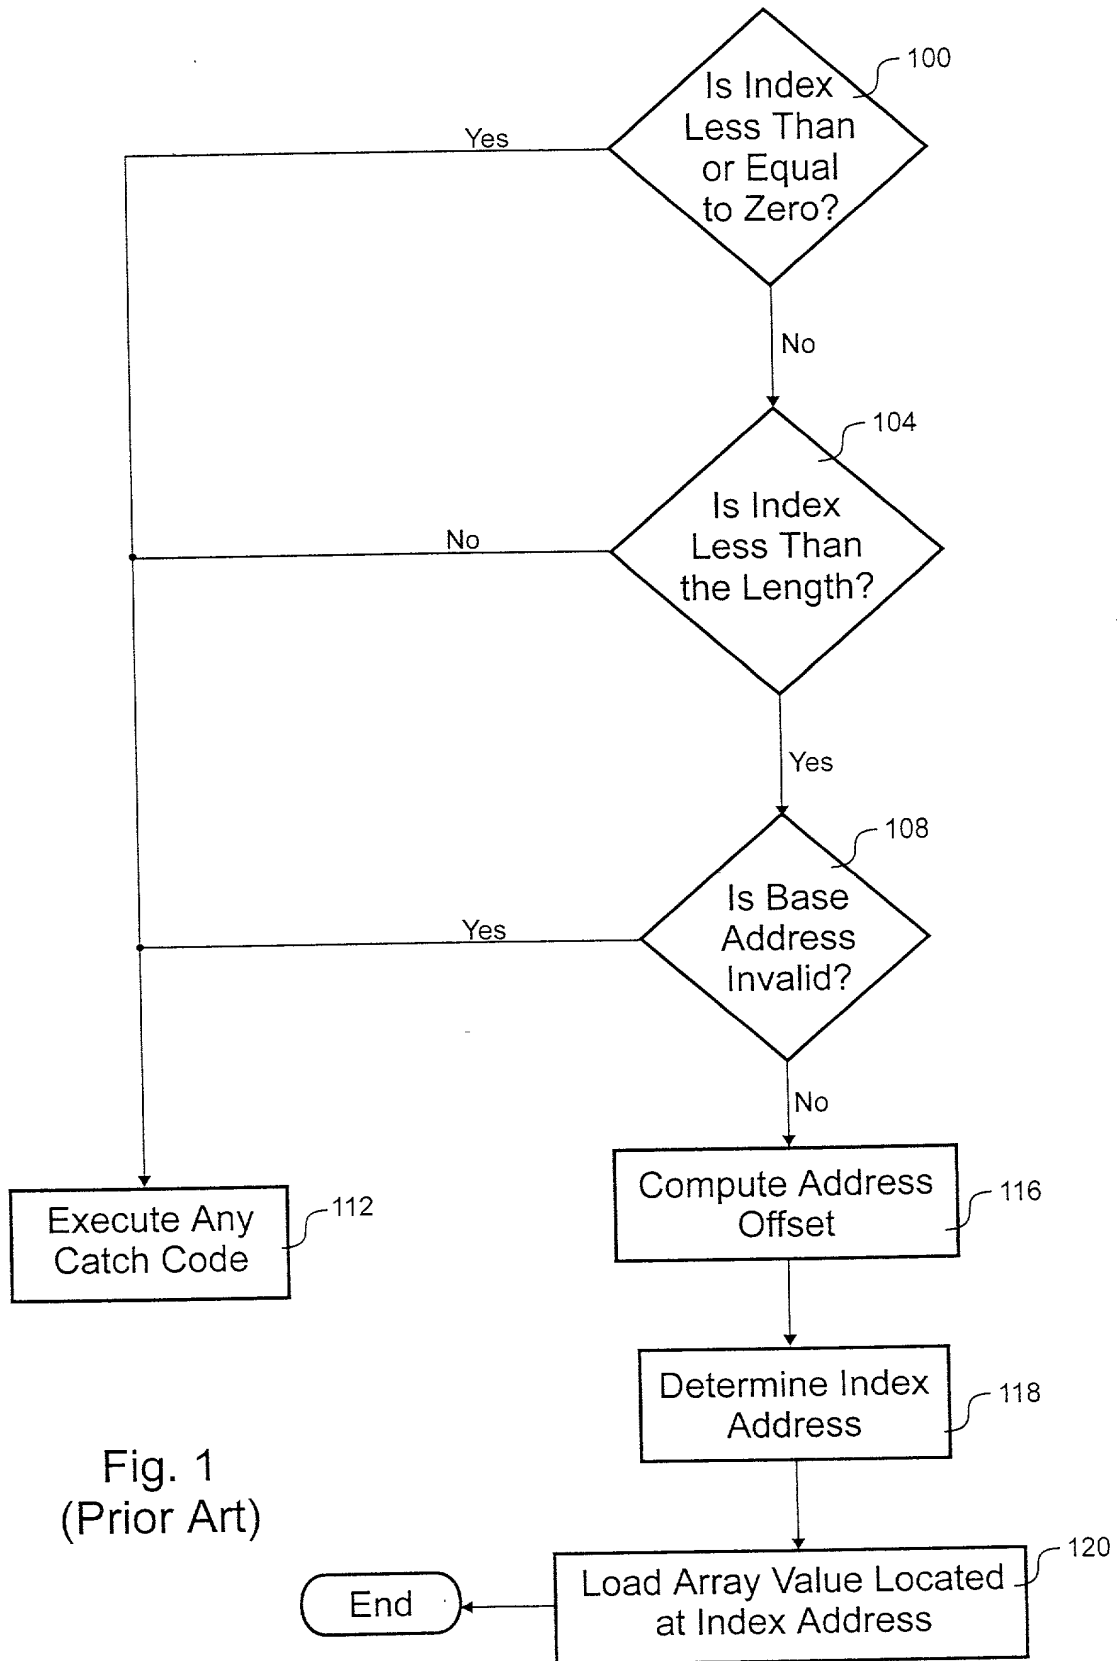 100
Is Index
Less Than
or Equal
to Zero?
Yes
No
104
Is Index
Less Than
the Length?
No
Yes
108
Is Base
Address
Invalid?
Yes
No
Compute Address
Offset
116
Execute Any
Catch Code
112
Determine Index
Address
118
Fig. 1
(Prior Art)
Load Array Value Located
at Index Address
120
End